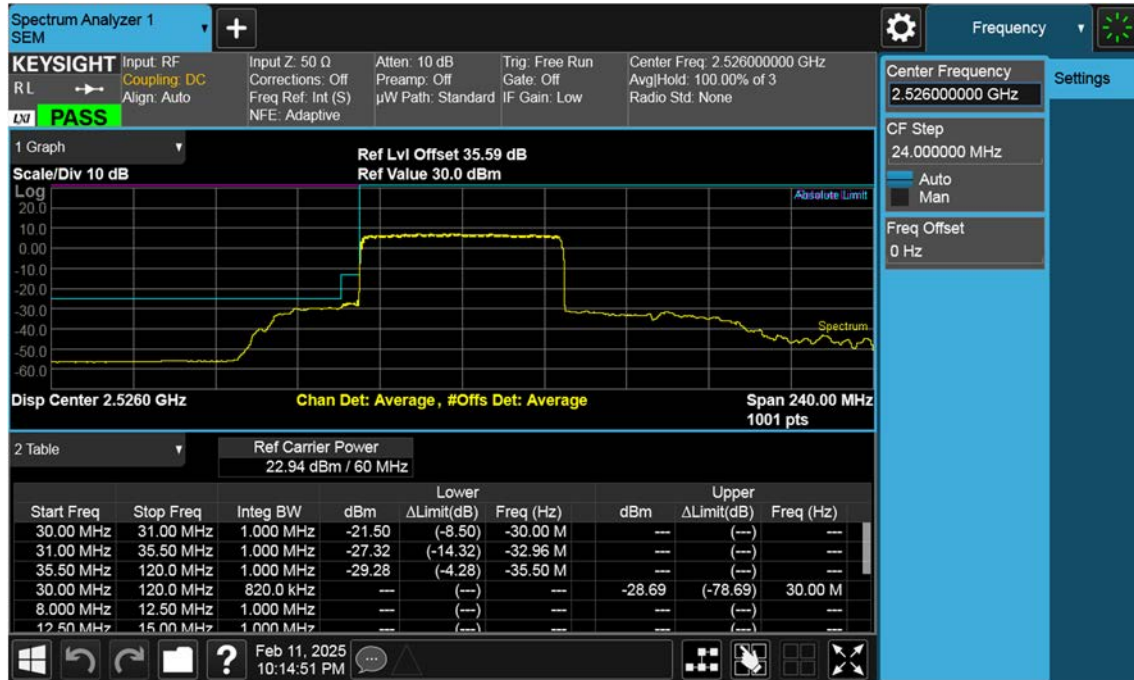 Spectrum Analyzer 1
SEM
Frequency
KEYSIGHT
RL
LXI PASS
Input: RF
Coupling: DC
Align: Auto
Input Z: 50 Ω
Corrections: Off
Freq Ref: Int (S)
NFE: Adaptive
Atten: 10 dB
Preamp: Off
µW Path: Standard
Trig: Free Run
Gate: Off
IF Gain: Low
Center Freq: 2.526000000 GHz
Avg|Hold: 100.00% of 3
Radio Std: None
Center Frequency
2.526000000 GHz
Settings
CF Step
24.000000 MHz
Auto
Man
Freq Offset
0 Hz
1 Graph
Scale/Div 10 dB
Ref Lvl Offset 35.59 dB
Ref Value 30.0 dBm
Log
20.0
10.0
0.00
-10.0
-20.0
-30.0
-40.0
-50.0
-60.0
Absolute Limit
Spectrum
Disp Center 2.5260 GHz
Chan Det: Average, #Offs Det: Average
Span 240.00 MHz
1001 pts
2 Table
Ref Carrier Power
22.94 dBm / 60 MHz
Lower Upper
Start Freq Stop Freq Integ BW dBm ΔLimit(dB) Freq (Hz) dBm ΔLimit(dB) Freq (Hz)
30.00 MHz 31.00 MHz 1.000 MHz -21.50 (-8.50) -30.00 M --- (---) ---
31.00 MHz 35.50 MHz 1.000 MHz -27.32 (-14.32) -32.96 M --- (---) ---
35.50 MHz 120.0 MHz 1.000 MHz -29.28 (-4.28) -35.50 M --- (---) ---
30.00 MHz 120.0 MHz 820.0 kHz --- (---) --- -28.69 (-78.69) 30.00 M
8.000 MHz 12.50 MHz 1.000 MHz --- (---) --- --- (---) ---
12.50 MHz 15.00 MHz 1.000 MHz --- (---) --- --- (---) ---
Feb 11, 2025
10:14:51 PM